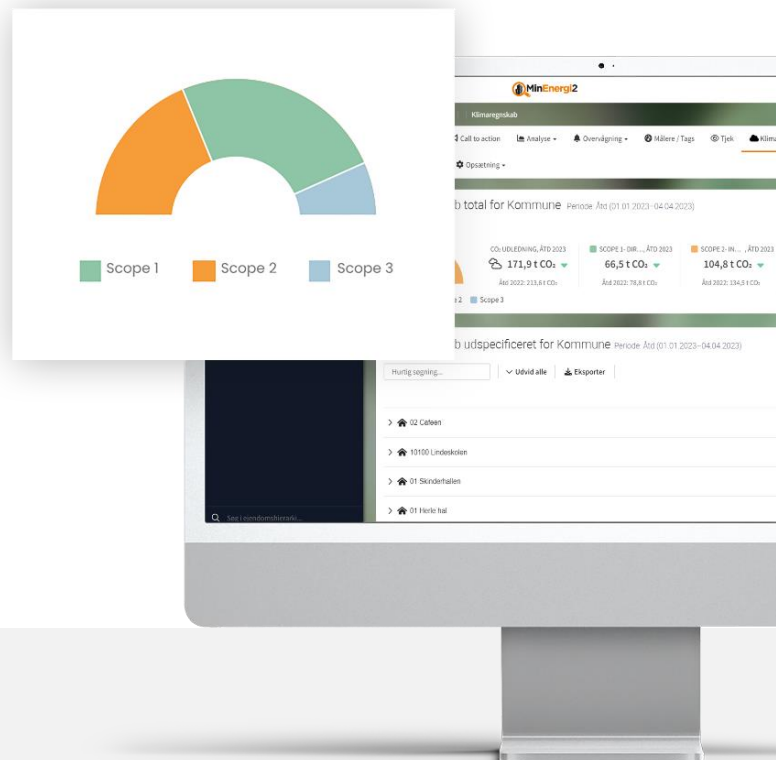 Scope 1
Scope 2
Scope 3
MinEnergi2
Klimaregnskab
Call to action
Analyse
Overvågning
Målere / Tags
Tjek
Klima
Opsætning
b total for Kommune Periode Åtd (01.01.2023-04.04.2023)
CO₂ UDLEDNING, ÅTD 2023
SCOPE 1- DIR..., ÅTD 2023
SCOPE 2- IN... , ÅTD 2023
171,9 t CO₂
66,5 t CO₂
104,8 t CO₂
Åtd 2022: 213,6 t CO₂
Åtd 2022: 78,8 t CO₂
Åtd 2022: 134,5 t CO₂
e 2
Scope 3
b udspecificeret for Kommune Periode Åtd (01.01.2023-04.04.2023)
Hurtig søgning...
Udvid alle
Eksporter
02 Cafeen
10100 Lindeskolen
01 Skinderhallen
01 Herle hal
Søg i ejendomshierarki...